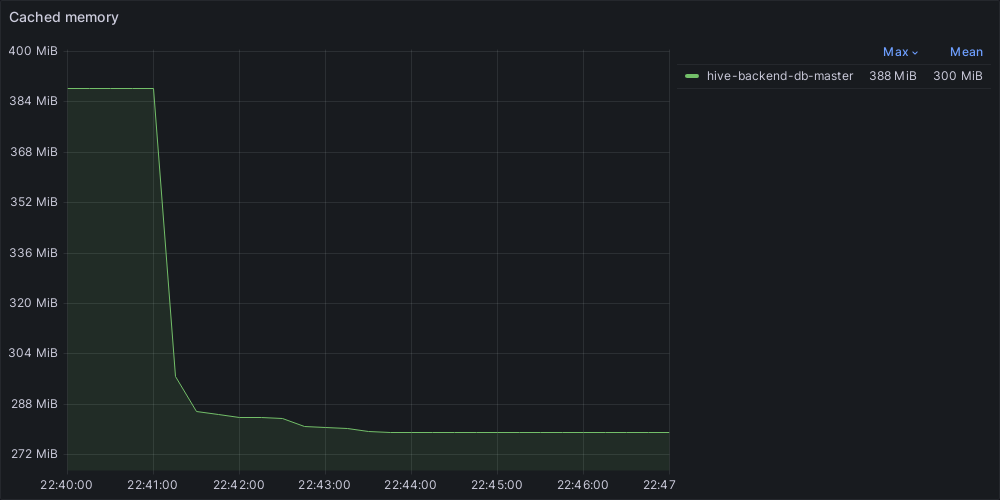 Cached memory
400 MiB
384 MiB
368 MiB
352 MiB
336 MiB
320 MiB
304 MiB
288 MiB
272 MiB
22:40:00 22:41:00 22:42:00 22:43:00 22:44:00 22:45:00 22:46:00 22:47
Max Mean
hive-backend-db-master 388 MiB 300 MiB